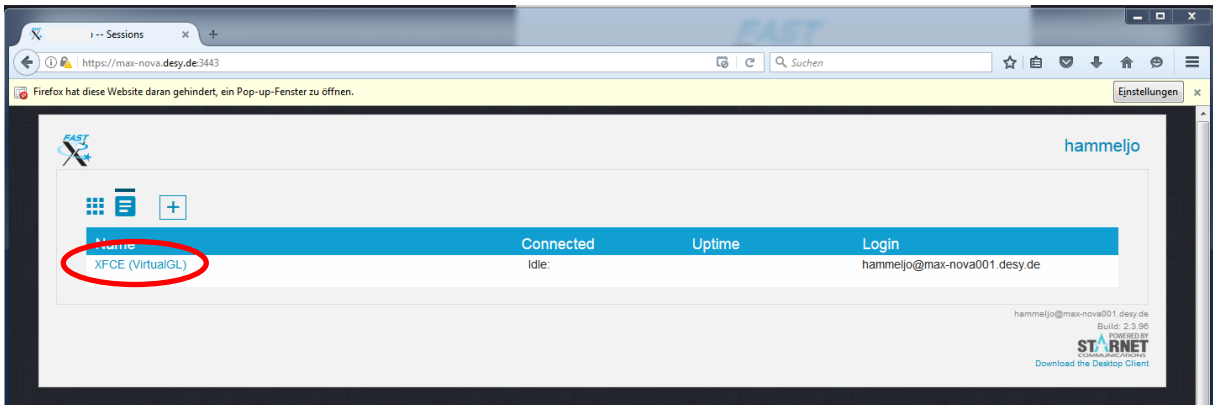 FAST
› -- Sessions
https://max-nova.desy.de:3443
Suchen
Firefox hat diese Website daran gehindert, ein Pop-up-Fenster zu öffnen.
Einstellungen
FAST
hammeljo
Name Connected Uptime Login
XFCE (VirtualGL) Idle: hammeljo@max-nova001.desy.de
hammeljo@max-nova001.desy.de
Build: 2.3.96
POWERED BY
STARNET
COMMUNICATIONS
Download the Desktop Client